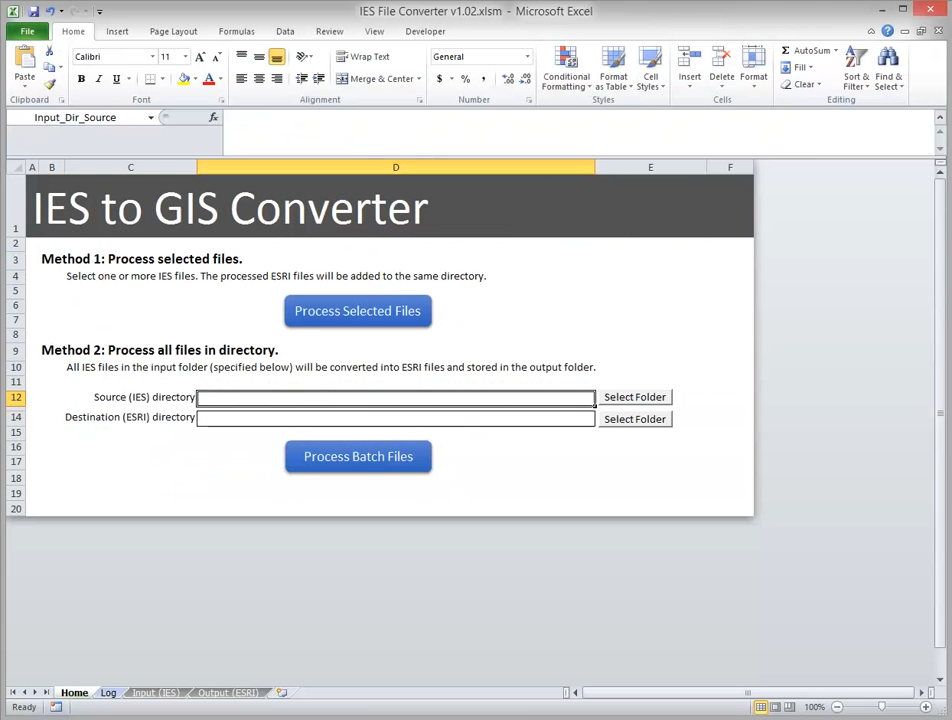 IES File Converter v1.02.xlsm - Microsoft Excel
File Home Insert Page Layout Formulas Data Review View Developer
Paste
Calibri 11
B I U A
Wrap Text
Merge & Center
General
$ % ,
Conditional Formatting
Format as Table
Cell Styles
Insert Delete Format
AutoSum
Fill
Clear
Sort & Filter
Find & Select
Clipboard Font Alignment Number Styles Cells Editing
Input_Dir_Source fx
A B C D E F
1 IES to GIS Converter
2
3 Method 1: Process selected files.
4 Select one or more IES files. The processed ESRI files will be added to the same directory.
5
6 Process Selected Files
7
8
9 Method 2: Process all files in directory.
10 All IES files in the input folder (specified below) will be converted into ESRI files and stored in the output folder.
11
12 Source (IES) directory Select Folder
14 Destination (ESRI) directory Select Folder
15
16 Process Batch Files
17
18
19
20
Home Log Input (IES) Output (ESRI)
Ready 100%